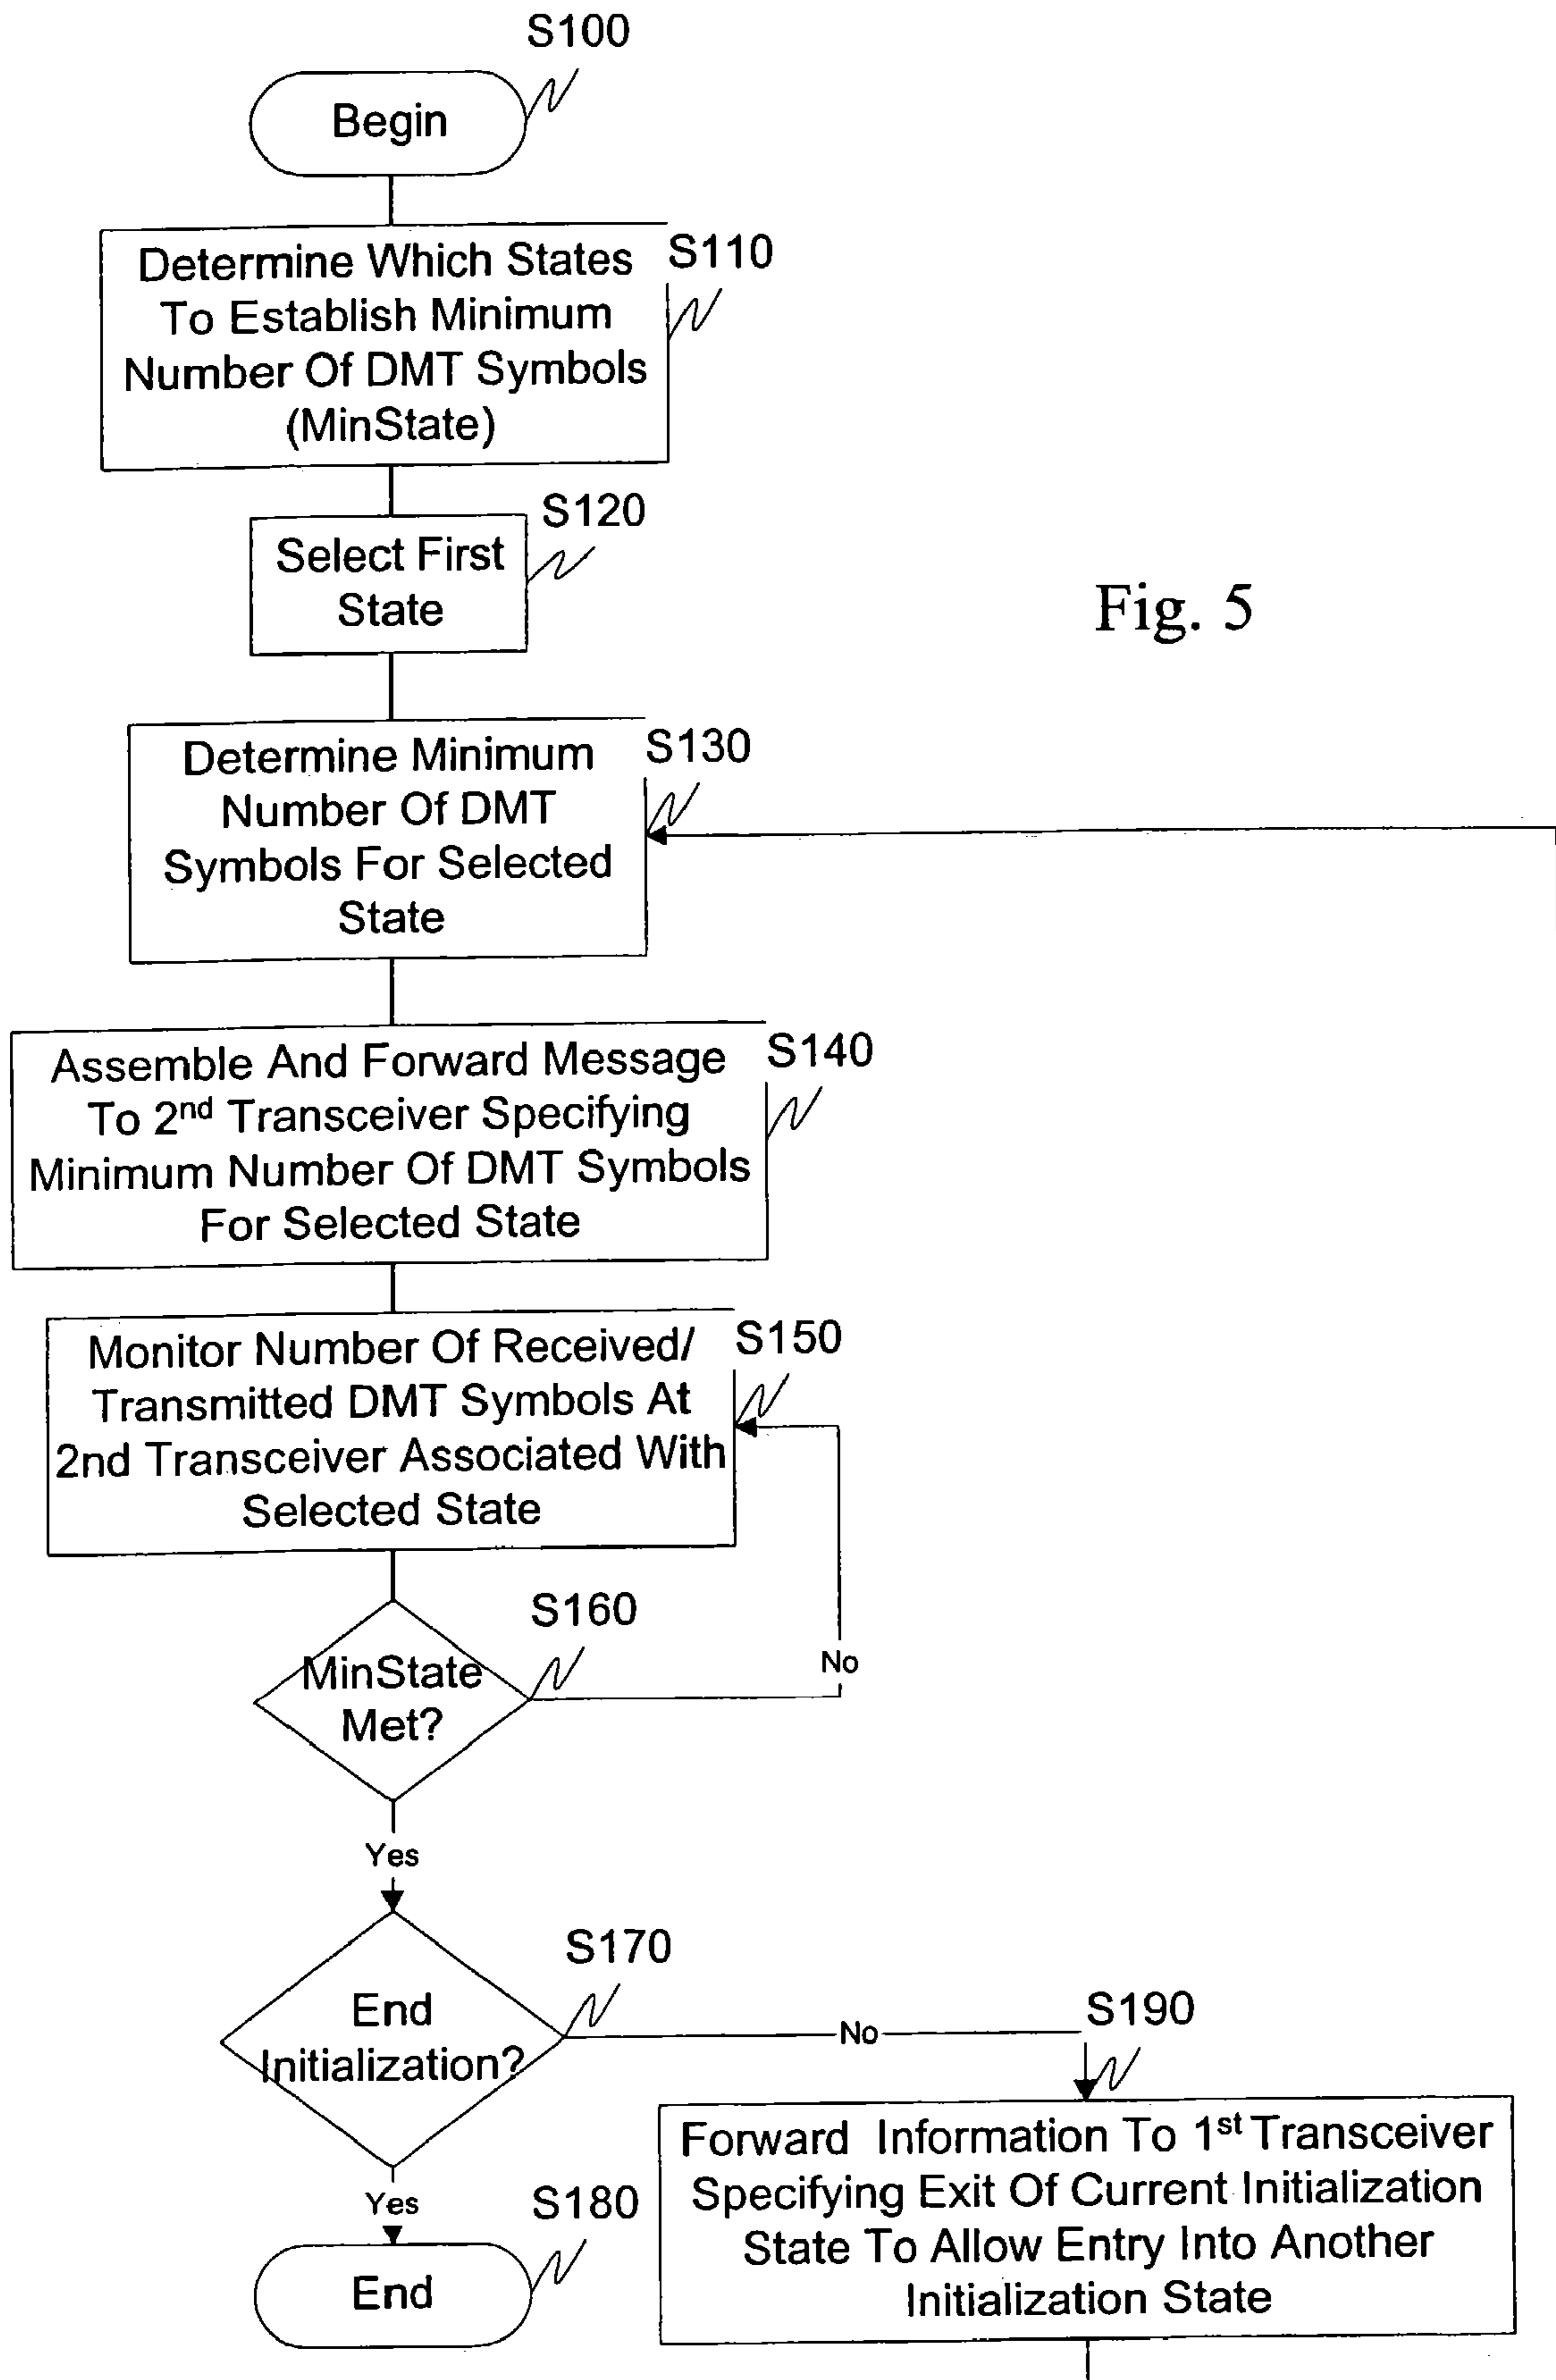 S100
Begin
Determine Which States
To Establish Minimum
Number Of DMT Symbols
(MinState)
S110
S120
Select First
State
Fig. 5
Determine Minimum
Number Of DMT
Symbols For Selected
State
S130
Assemble And Forward Message
To 2nd Transceiver Specifying
Minimum Number Of DMT Symbols
For Selected State
S140
Monitor Number Of Received/
Transmitted DMT Symbols At
2nd Transceiver Associated With
Selected State
S150
S160
MinState
Met?
No
Yes
S170
End
Initialization?
No
S190
Forward Information To 1st Transceiver
Specifying Exit Of Current Initialization
State To Allow Entry Into Another
Initialization State
Yes
S180
End